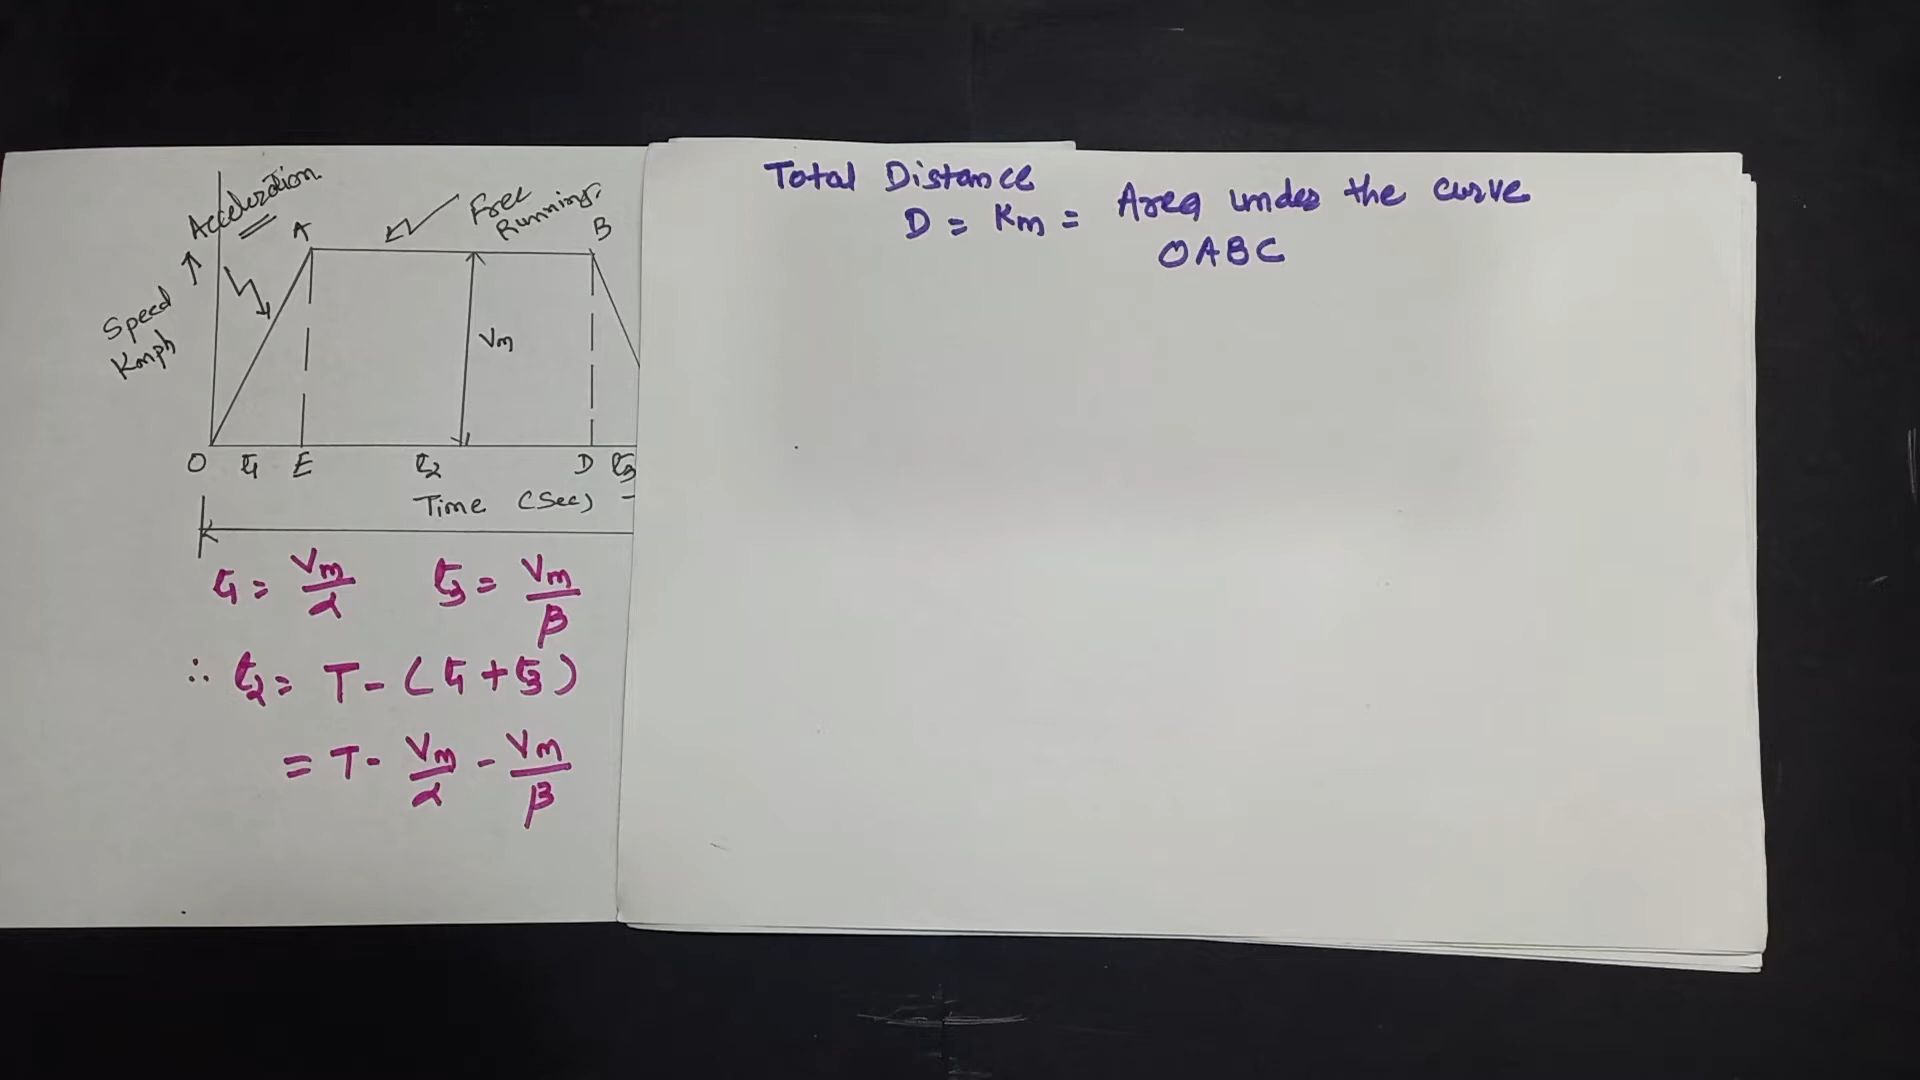 Acceleration
Free
Running.
A
B
Speed
Kmph
Vm
O t1 E t2 D t3
Time (Sec)
t1 = Vm/α t3 = Vm/β
∴ t2 = T - (t1 + t3)
= T - Vm/α - Vm/β
Total Distance
D = Km = Area under the curve
OABC